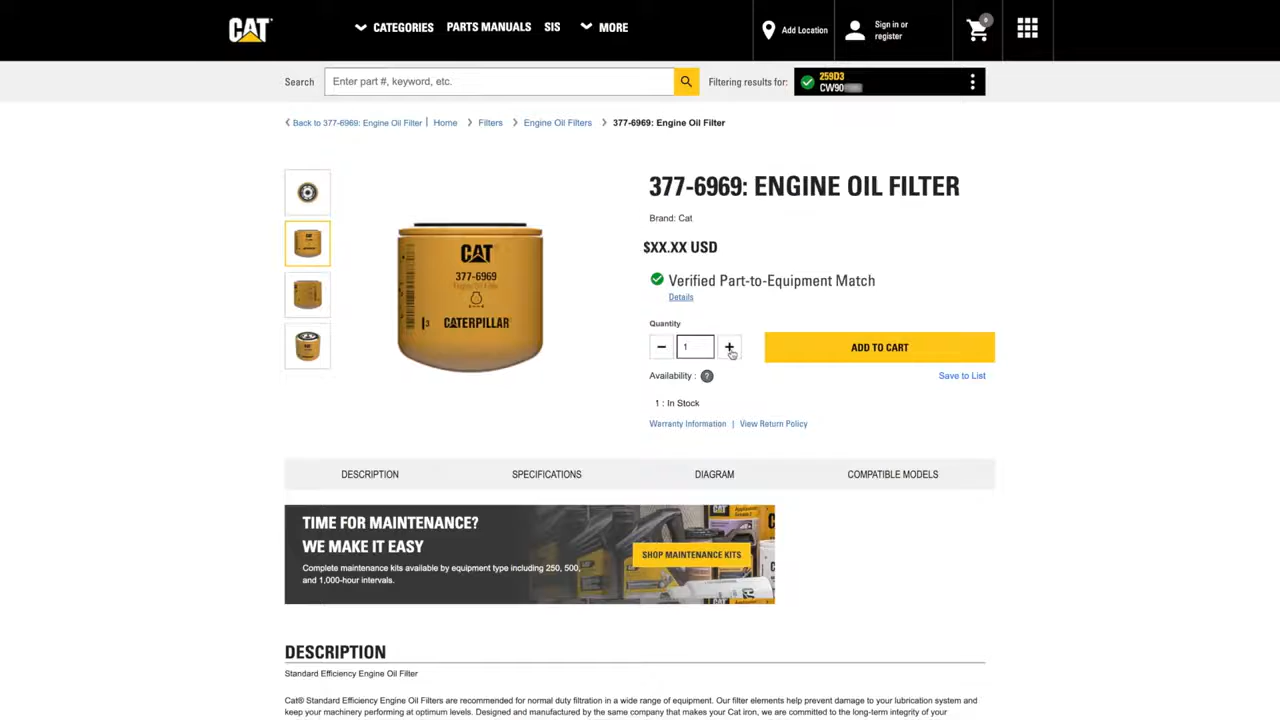 CAT
CATEGORIES PARTS MANUALS SIS MORE
Add Location
Sign in or
register
0
Search Enter part #, keyword, etc. Filtering results for:
259D3
CW90
Back to 377-6969: Engine Oil Filter | Home > Filters > Engine Oil Filters > 377-6969: Engine Oil Filter
377-6969: ENGINE OIL FILTER
Brand: Cat
$XX.XX USD
Verified Part-to-Equipment Match
Details
CAT
377-6969
CATERPILLAR
Quantity
− 1 + ADD TO CART
Availability : ? Save to List
1 : In Stock
Warranty Information | View Return Policy
DESCRIPTION SPECIFICATIONS DIAGRAM COMPATIBLE MODELS
TIME FOR MAINTENANCE?
WE MAKE IT EASY
SHOP MAINTENANCE KITS
Complete maintenance kits available by equipment type including 250, 500,
and 1,000-hour intervals.
DESCRIPTION
Standard Efficiency Engine Oil Filter
Cat® Standard Efficiency Engine Oil Filters are recommended for normal duty filtration in a wide range of equipment. Our filter elements help prevent damage to your lubrication system and
keep your machinery performing at optimum levels. Designed and manufactured by the same company that makes your Cat iron, we are committed to the long-term integrity of your